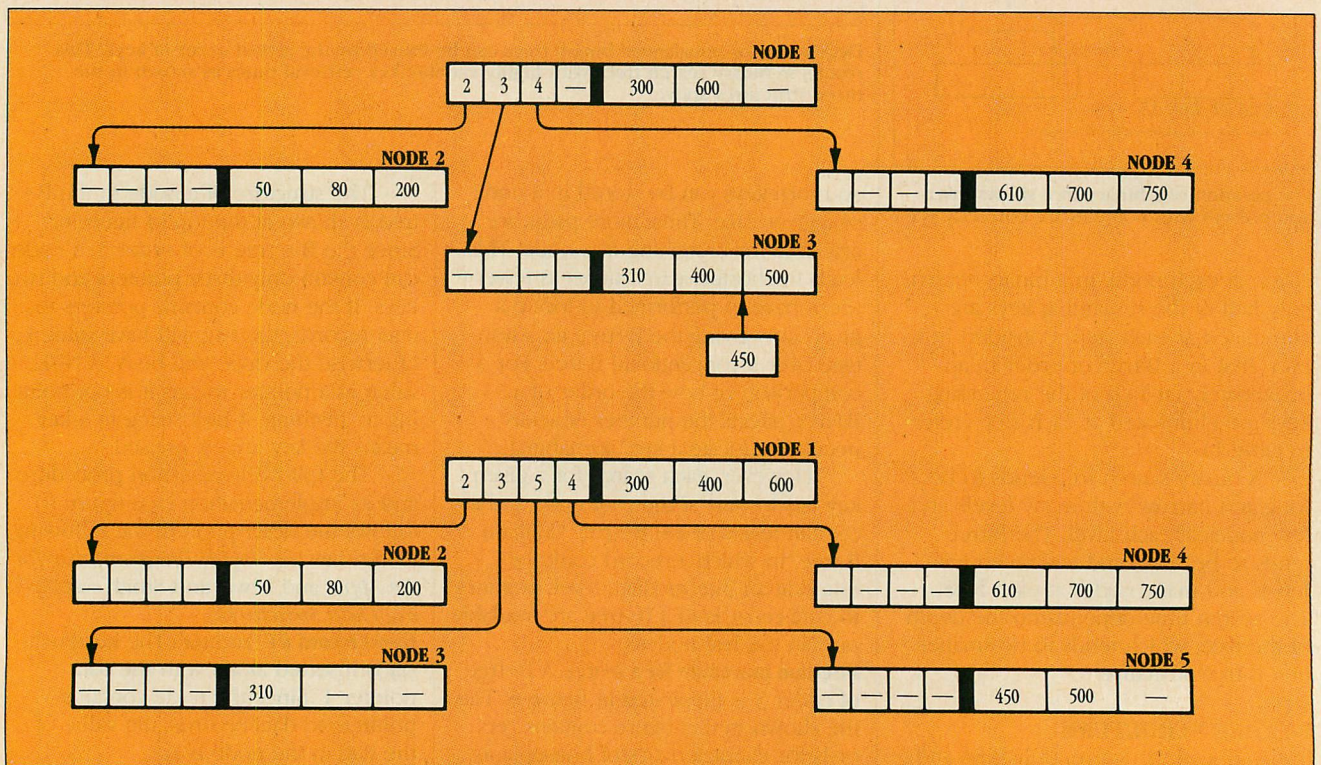 NODE 1
2 3 4 — 300 600 —
NODE 2
— — — — 50 80 200
NODE 4
— — — 610 700 750
NODE 3
— — — — 310 400 500
450
NODE 1
2 3 5 4 300 400 600
NODE 2
— — — — 50 80 200
NODE 4
— — — — 610 700 750
NODE 3
— — — — 310 — —
NODE 5
— — — — 450 500 —